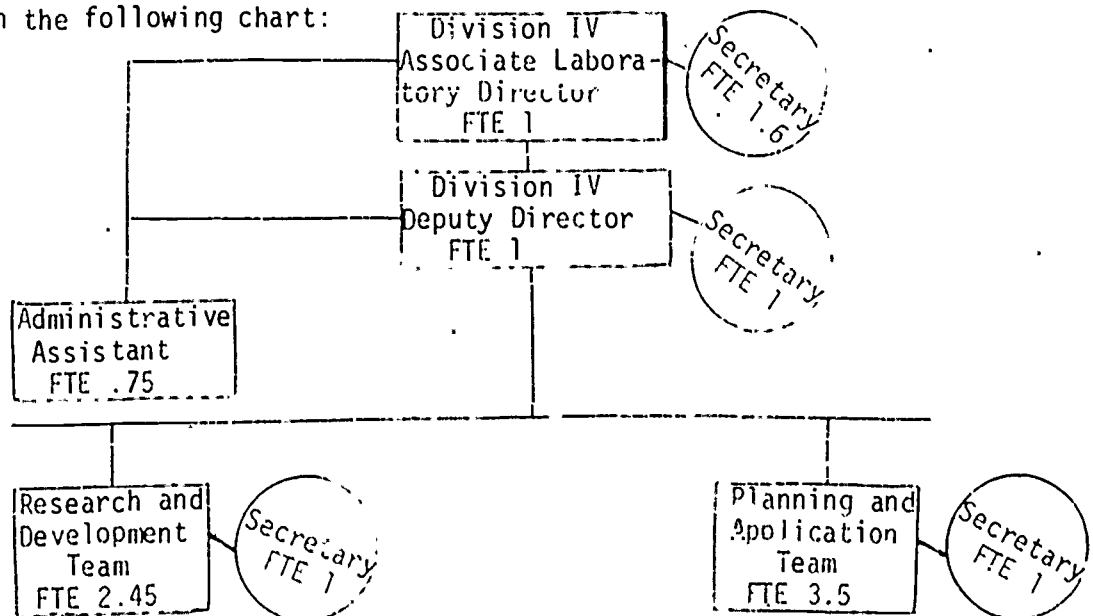 the following chart:
Division IV
Associate Labora-
tory Director
FTE 1
Secretary
FTE 1.6
Division IV
Deputy Director
FTE 1
Secretary
FTE 1
Administrative
Assistant
FTE .75
Research and
Development
Team
FTE 2.45
Secretary
FTE 1
Planning and
Application
Team
FTE 3.5
Secretary
FTE 1